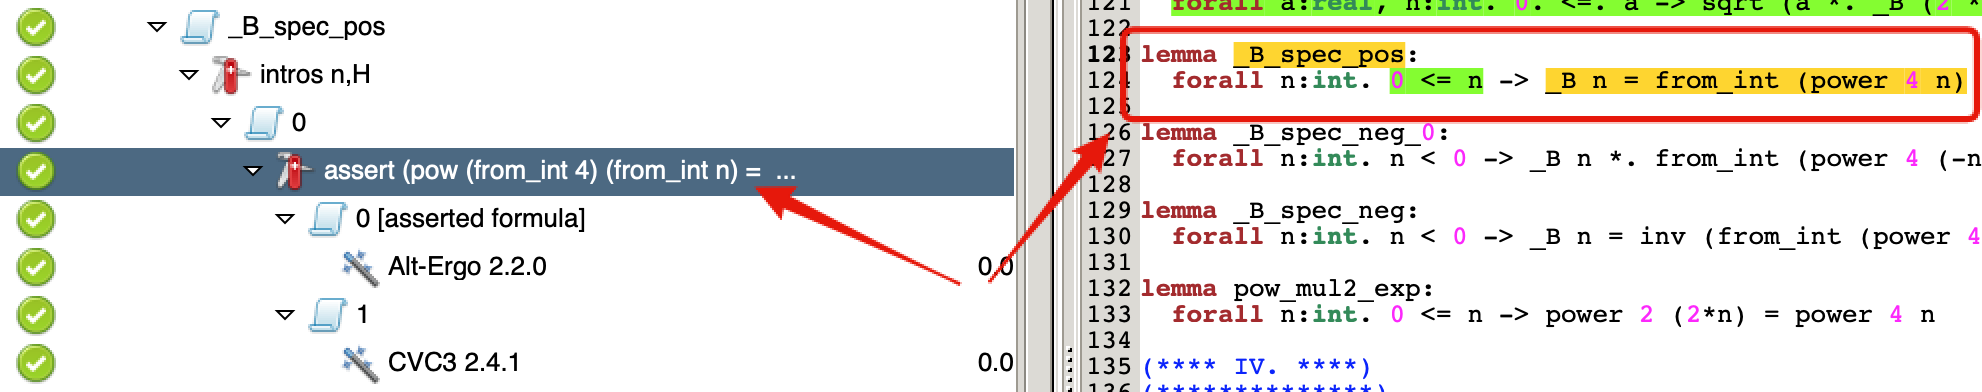 _B_spec_pos
intros n,H
0
assert (pow (from_int 4) (from_int n) = ...
0 [asserted formula]
Alt-Ergo 2.2.0 0.0
1
CVC3 2.4.1 0.0
121 forall a:real, n:int. 0. <=. a -> sqrt (a *. _B (2 *
122
123 lemma _B_spec_pos:
124 forall n:int. 0 <= n -> _B n = from_int (power 4 n)
125
126 lemma _B_spec_neg_0:
127 forall n:int. n < 0 -> _B n *. from_int (power 4 (-n
128
129 lemma _B_spec_neg:
130 forall n:int. n < 0 -> _B n = inv (from_int (power 4
131
132 lemma pow_mul2_exp:
133 forall n:int. 0 <= n -> power 2 (2*n) = power 4 n
134
135 (**** IV. ****)
136 (**************)